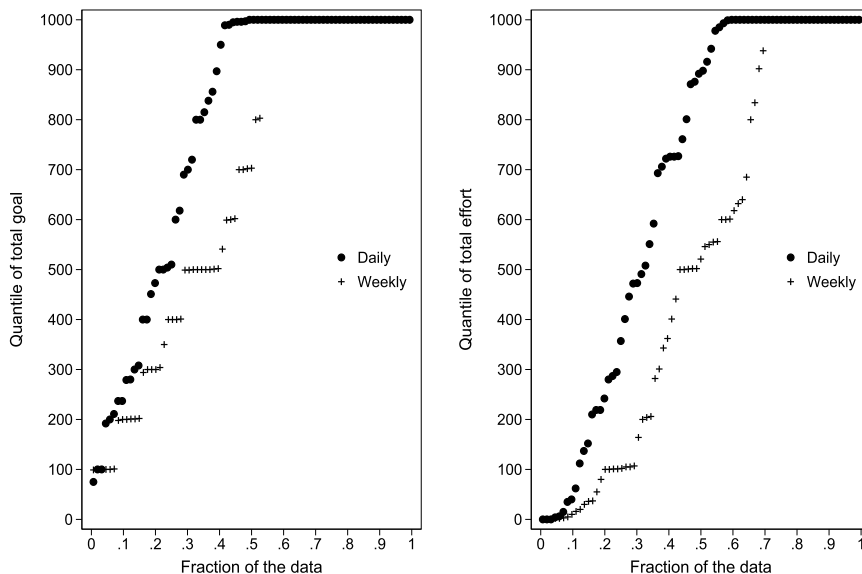 Quantile of total goal
1000
900
800
700
600
500
400
300
200
100
0
0 .1 .2 .3 .4 .5 .6 .7 .8 .9 1
Fraction of the data
Daily
Weekly
Quantile of total effort
1000
900
800
700
600
500
400
300
200
100
0
0 .1 .2 .3 .4 .5 .6 .7 .8 .9 1
Fraction of the data
Daily
Weekly